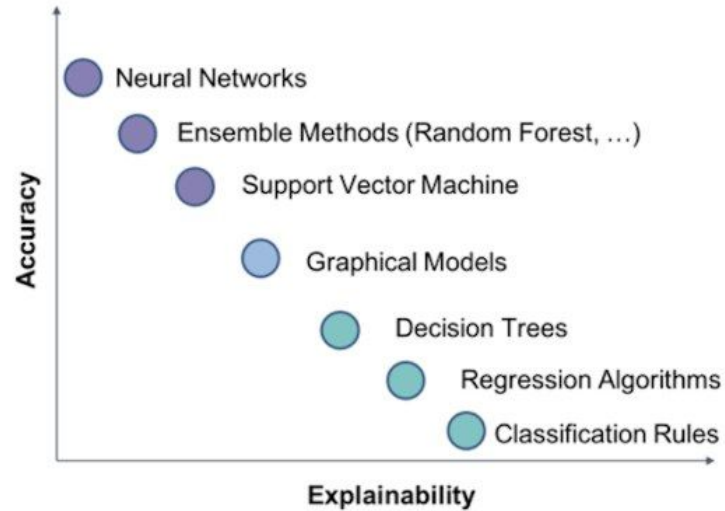 Neural Networks
Ensemble Methods (Random Forest, ...)
Support Vector Machine
Graphical Models
Decision Trees
Regression Algorithms
Classification Rules
Accuracy
Explainability